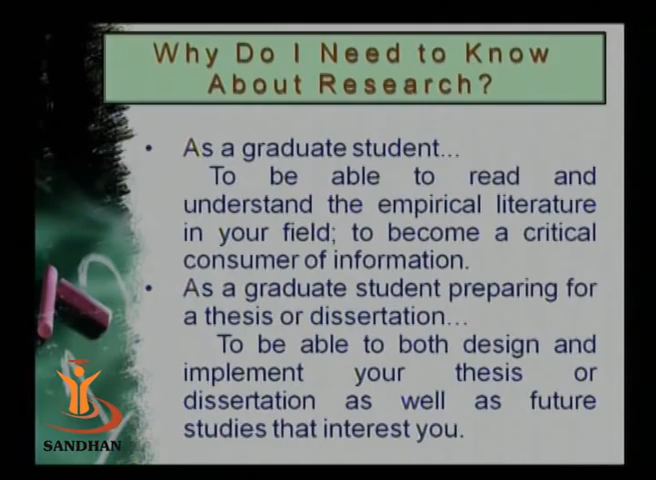 Why Do I Need to Know
About Research?
• As a graduate student...
To be able to read and
understand the empirical literature
in your field; to become a critical
consumer of information.
• As a graduate student preparing for
a thesis or dissertation...
To be able to both design and
implement your thesis or
dissertation as well as future
studies that interest you.
SANDHAN